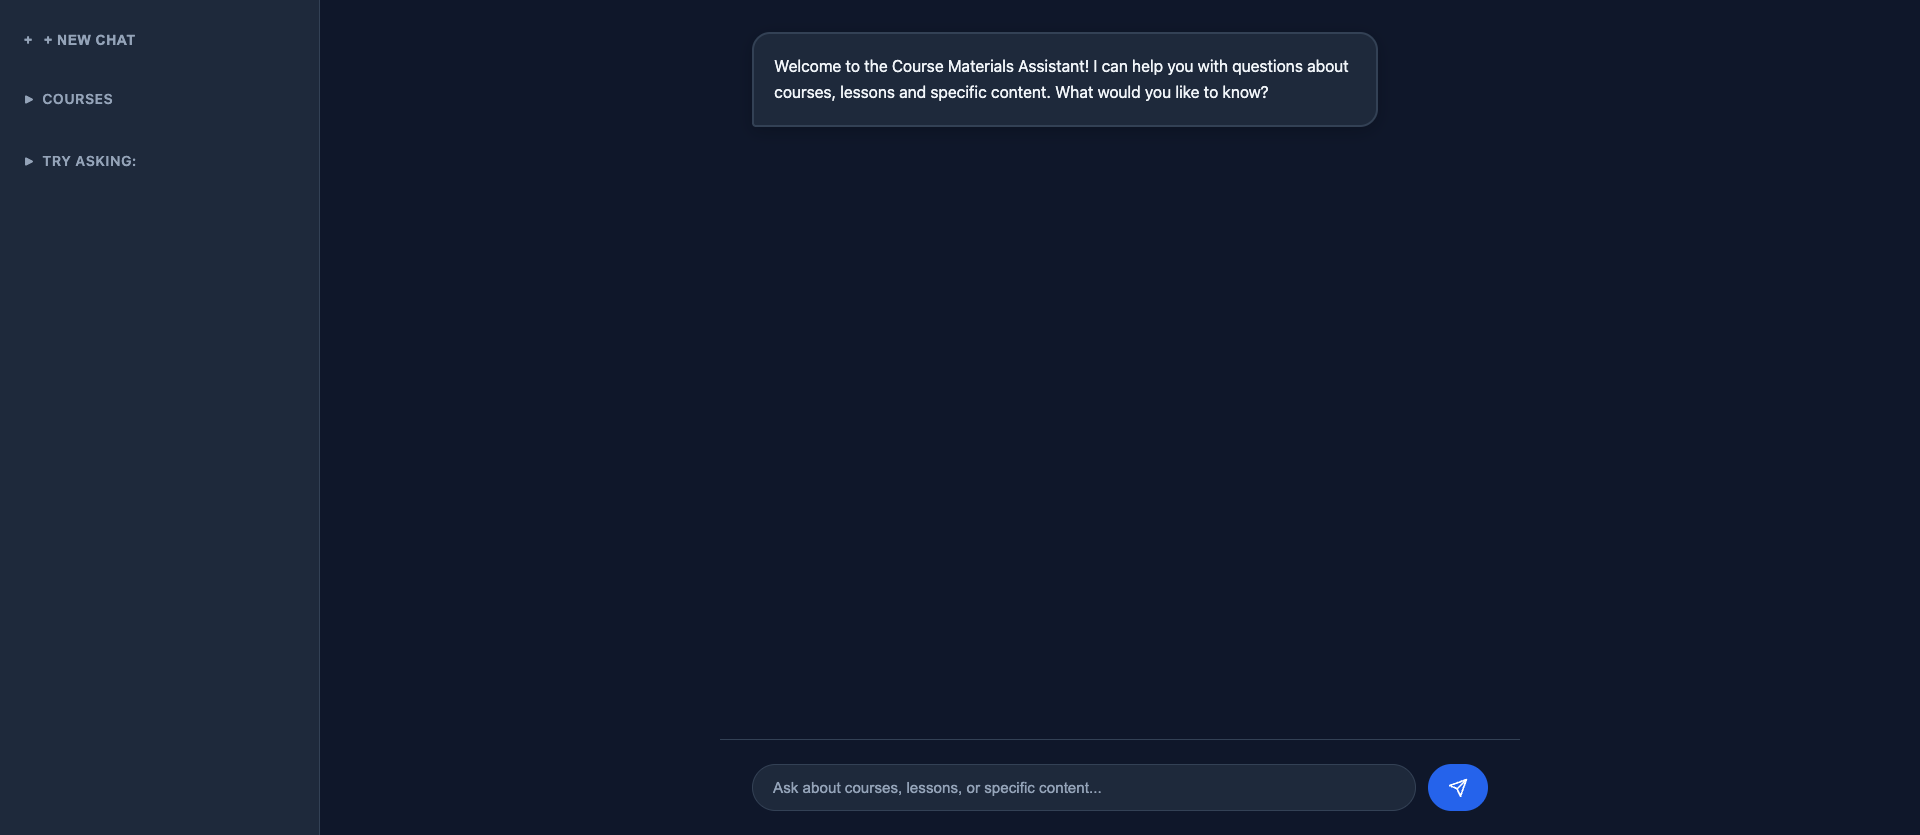 + + NEW CHAT
▶ COURSES
▶ TRY ASKING:
Welcome to the Course Materials Assistant! I can help you with questions about
courses, lessons and specific content. What would you like to know?
Ask about courses, lessons, or specific content...